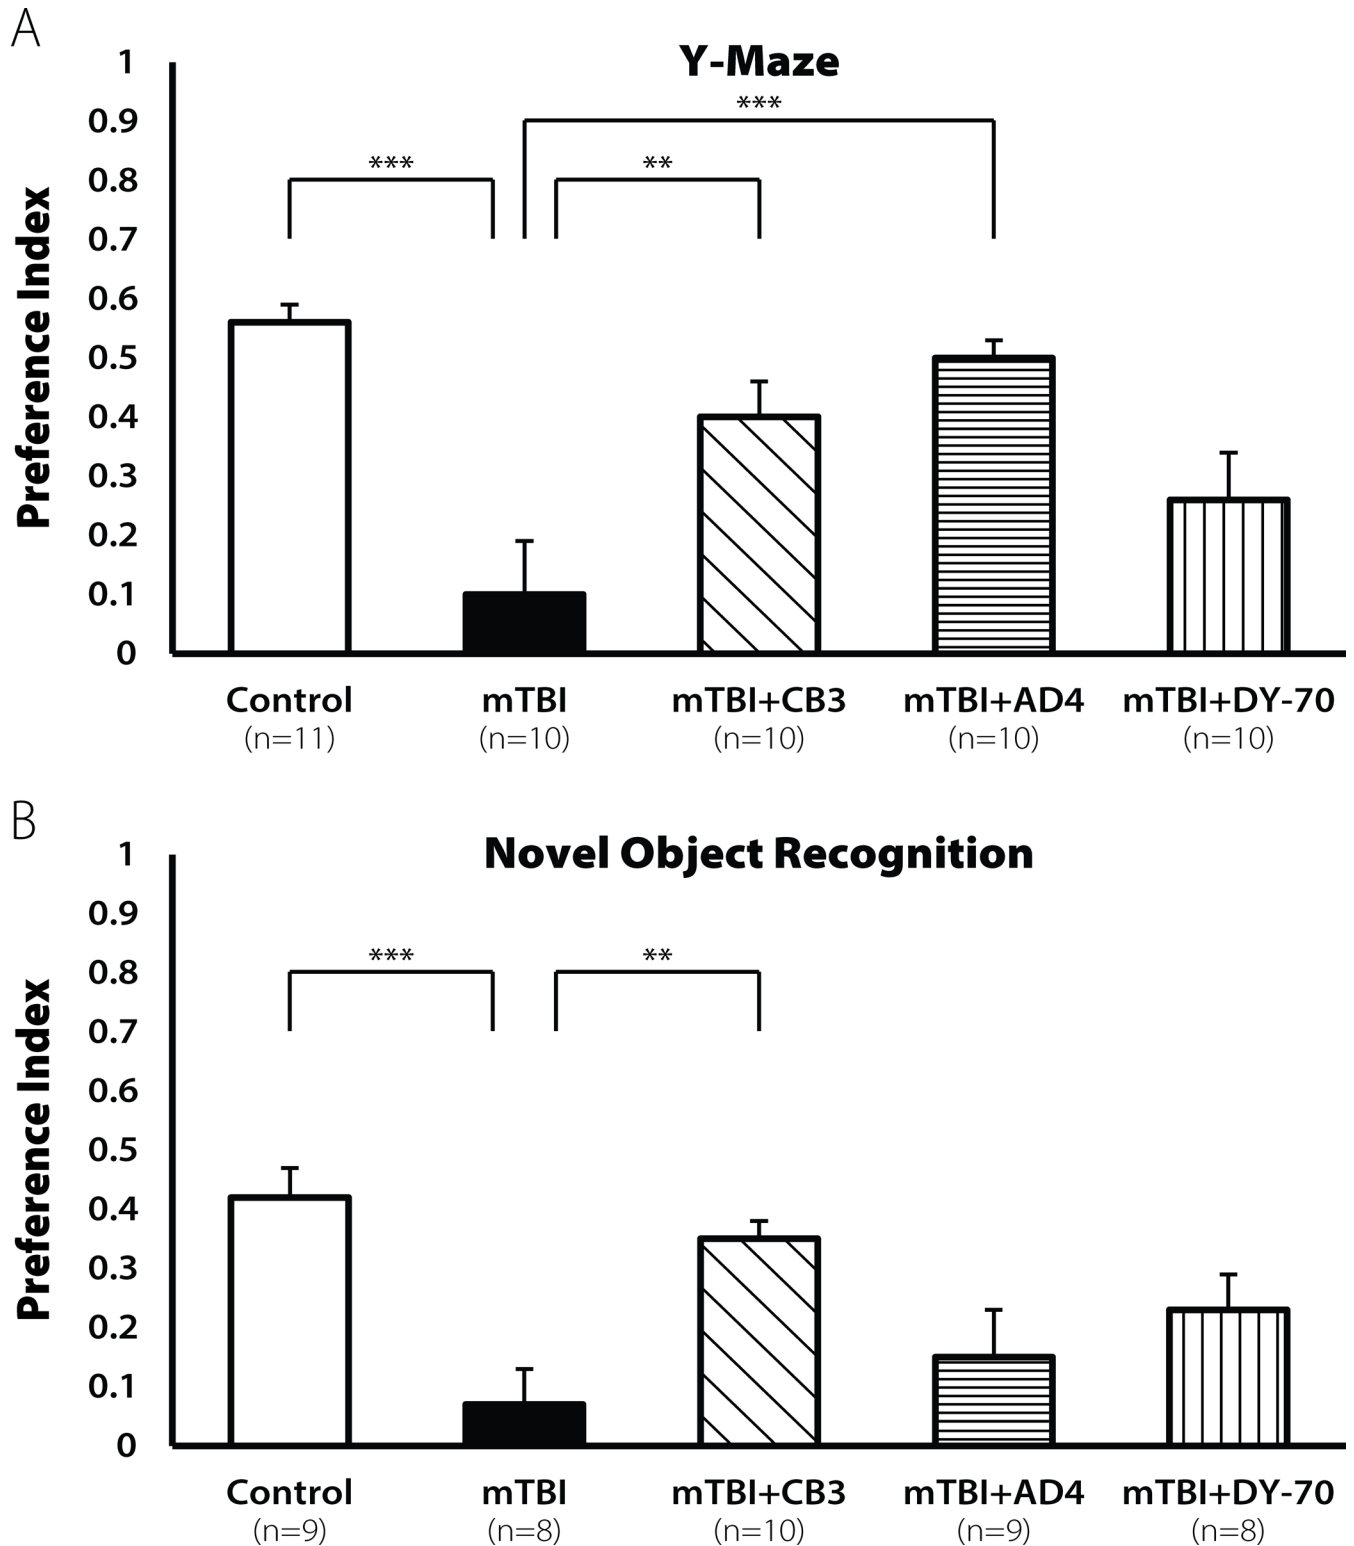 A
Y-Maze
Preference Index
1
0.9
0.8
0.7
0.6
0.5
0.4
0.3
0.2
0.1
0
***
***
**
Control mTBI mTBI+CB3 mTBI+AD4 mTBI+DY-70
(n=11) (n=10) (n=10) (n=10) (n=10)
B
Novel Object Recognition
Preference Index
1
0.9
0.8
0.7
0.6
0.5
0.4
0.3
0.2
0.1
0
*** **
Control mTBI mTBI+CB3 mTBI+AD4 mTBI+DY-70
(n=9) (n=8) (n=10) (n=9) (n=8)